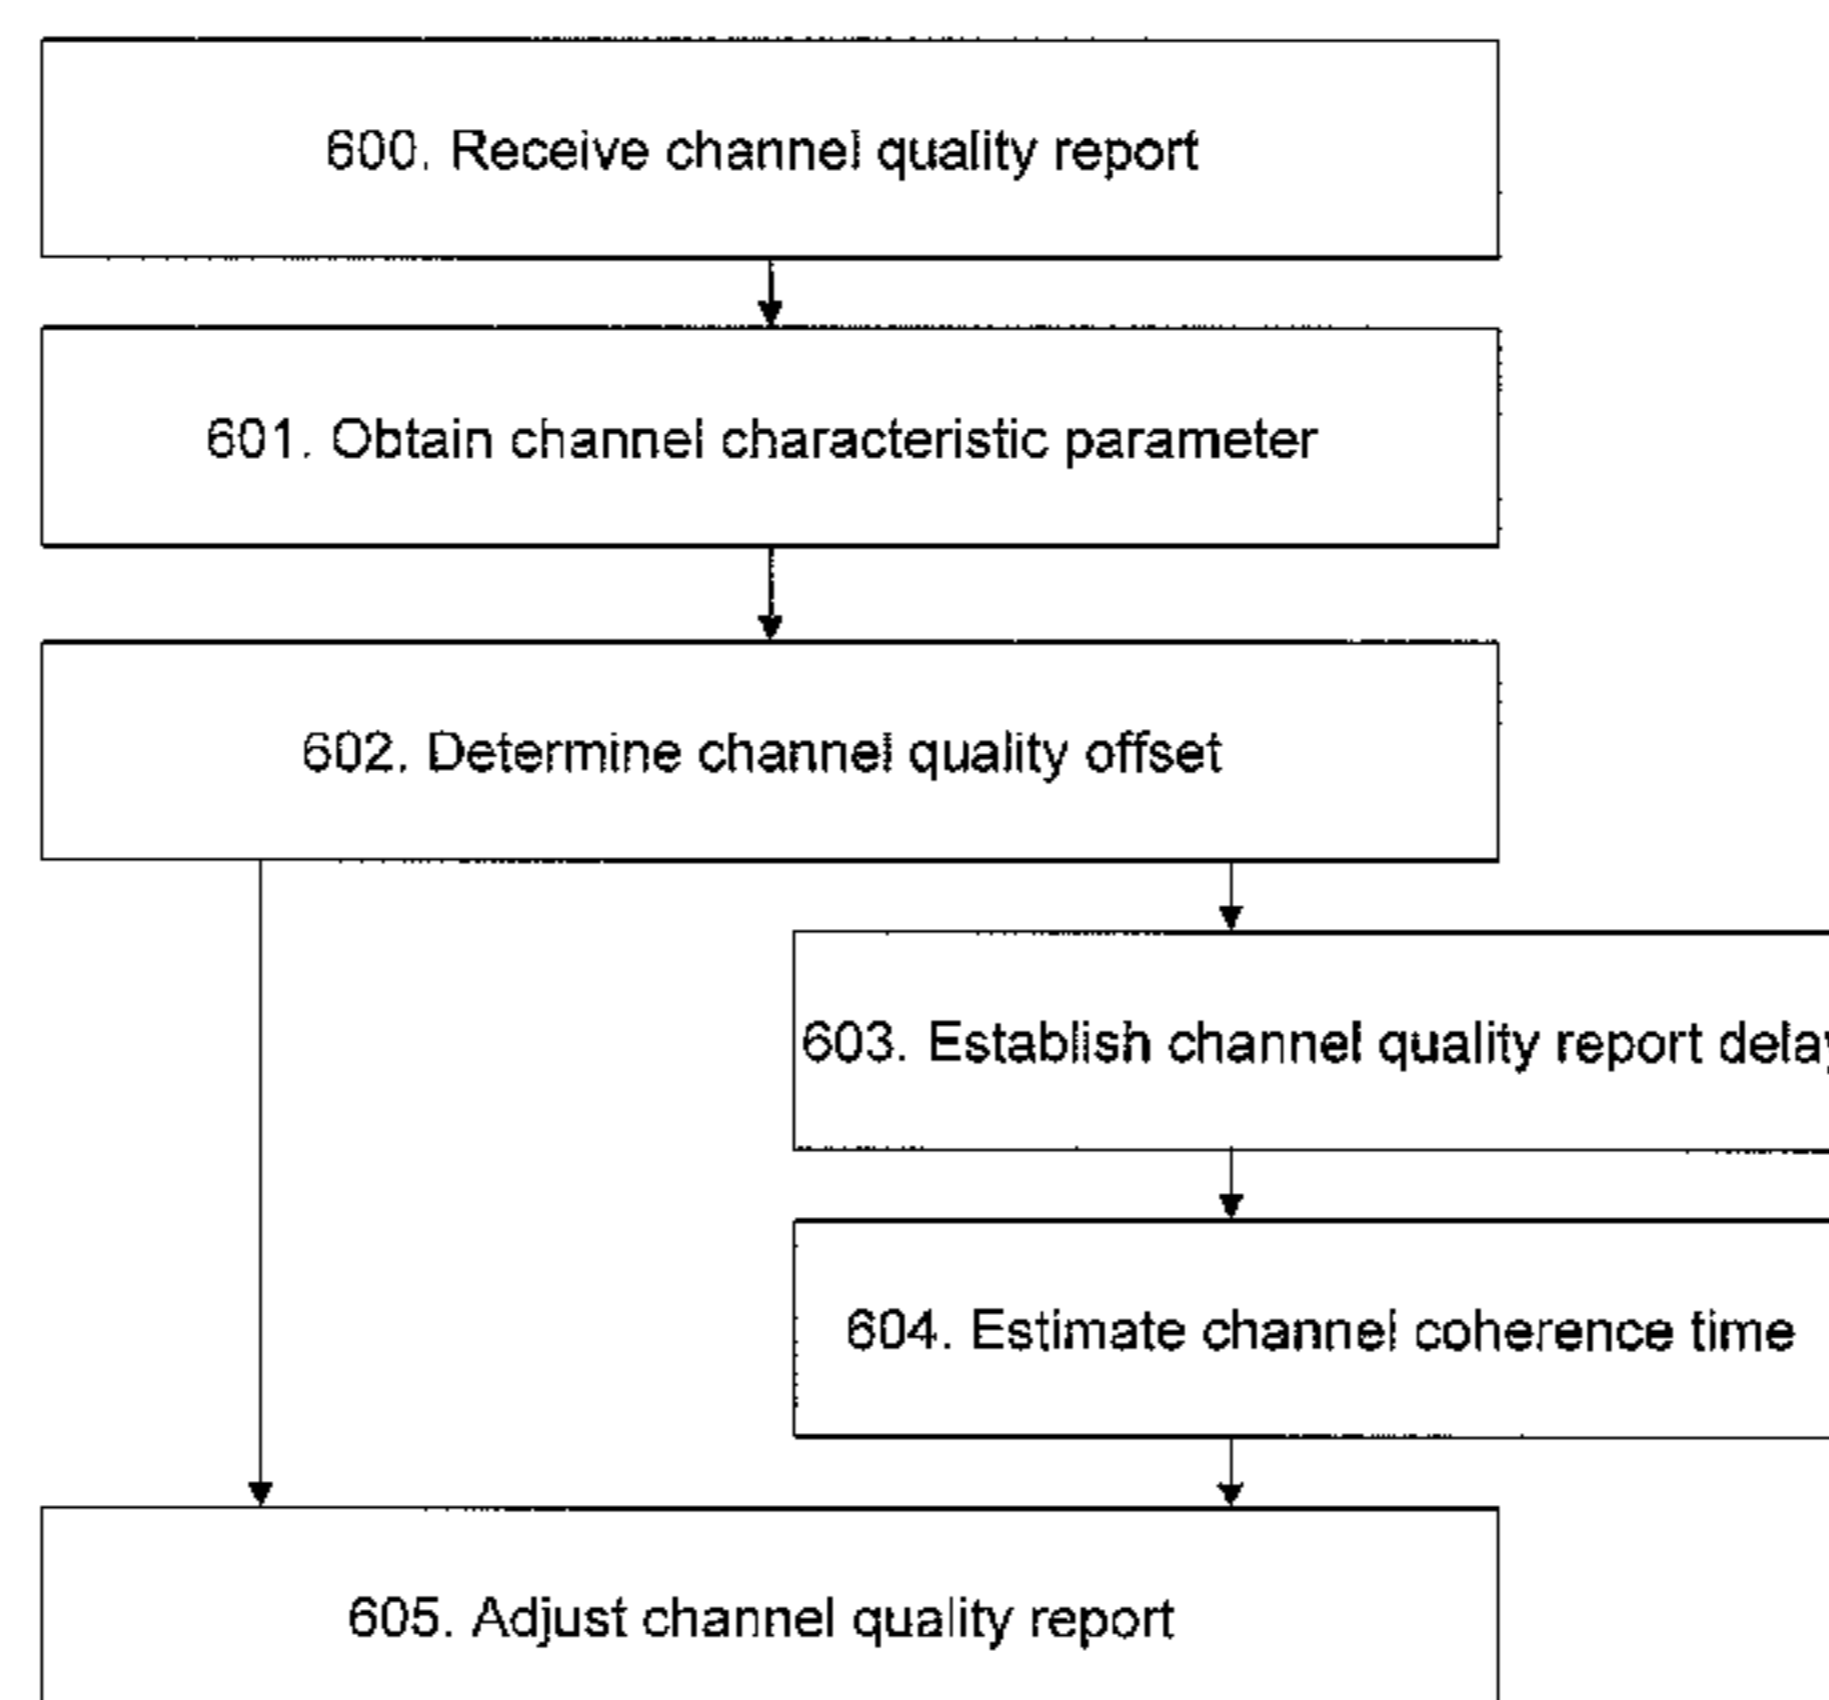 600. Receive channel quality report
601. Obtain channel characteristic parameter
602. Determine channel quality offset
603. Establish channel quality report delay
604. Estimate channel coherence time
605. Adjust channel quality report